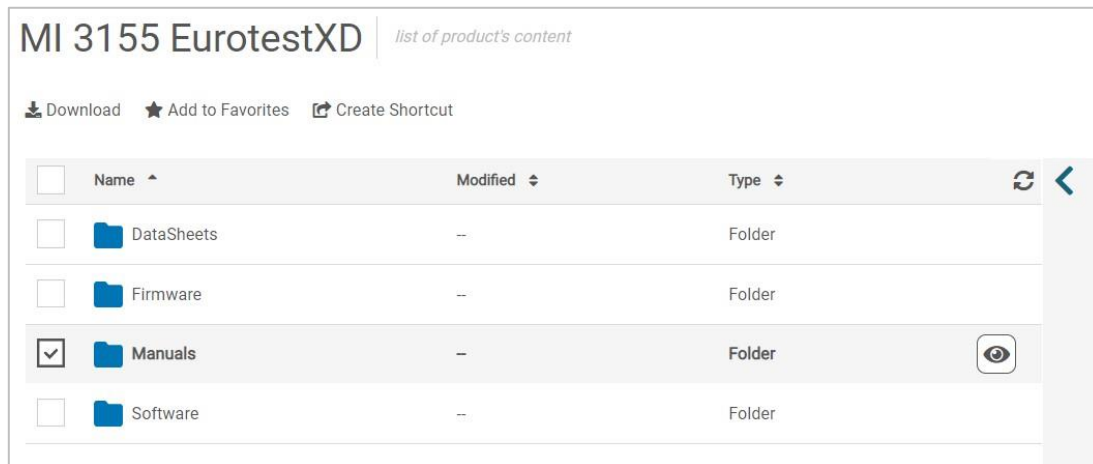 MI 3155 EurotestXD list of product's content
Download Add to Favorites Create Shortcut
Name Modified Type
DataSheets -- Folder
Firmware -- Folder
Manuals -- Folder
Software -- Folder